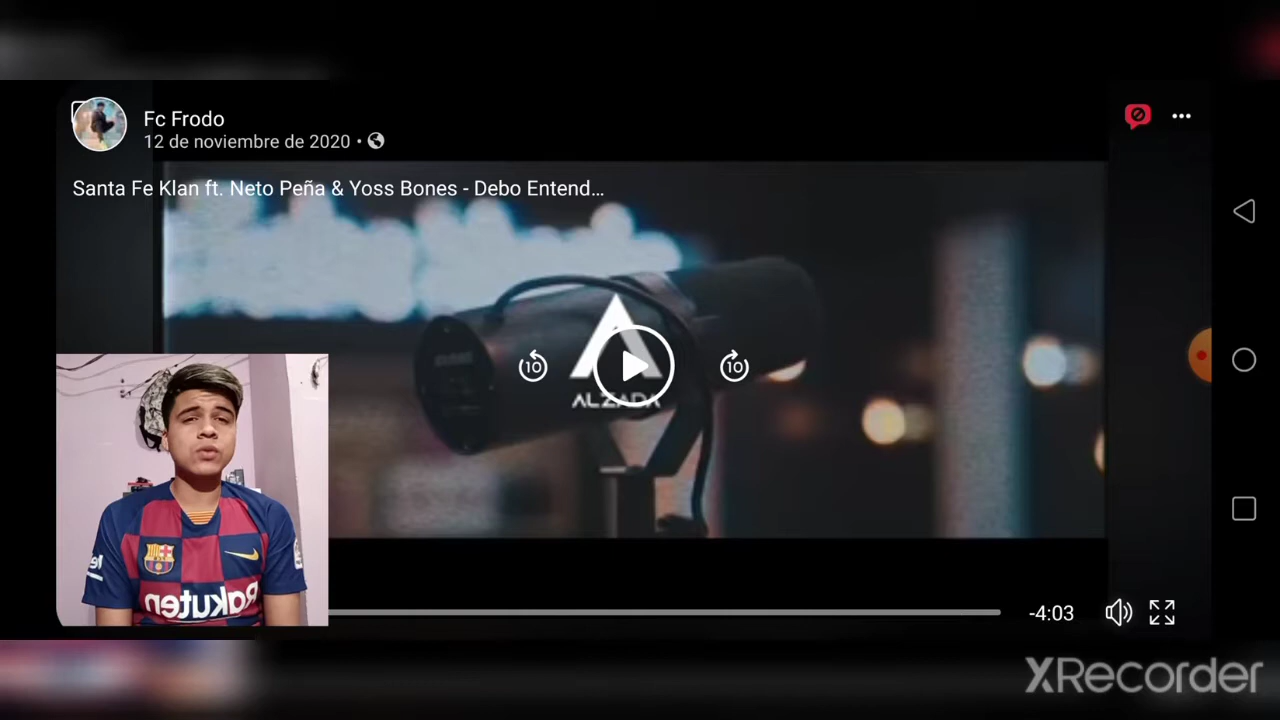 Fc Frodo
12 de noviembre de 2020 •
Santa Fe Klan ft. Neto Peña & Yoss Bones - Debo Entend...
10
10
ALZADA
Rakuten
-4:03
XRecorder